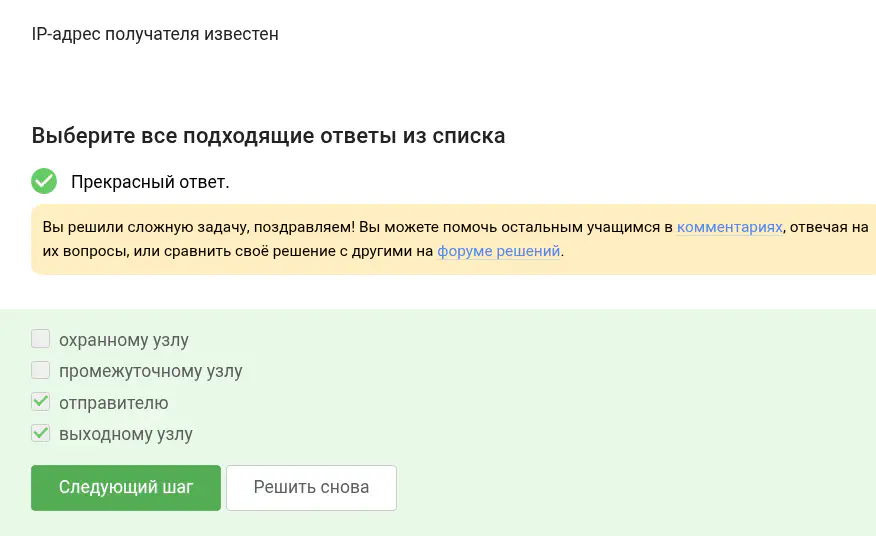 IP-адрес получателя известен
Выберите все подходящие ответы из списка
Прекрасный ответ.
Вы решили сложную задачу, поздравляем! Вы можете помочь остальным учащимся в комментариях, отвечая на
их вопросы, или сравнить своё решение с другими на форуме решений.
охранному узлу
промежуточному узлу
отправителю
выходному узлу
Следующий шаг
Решить снова